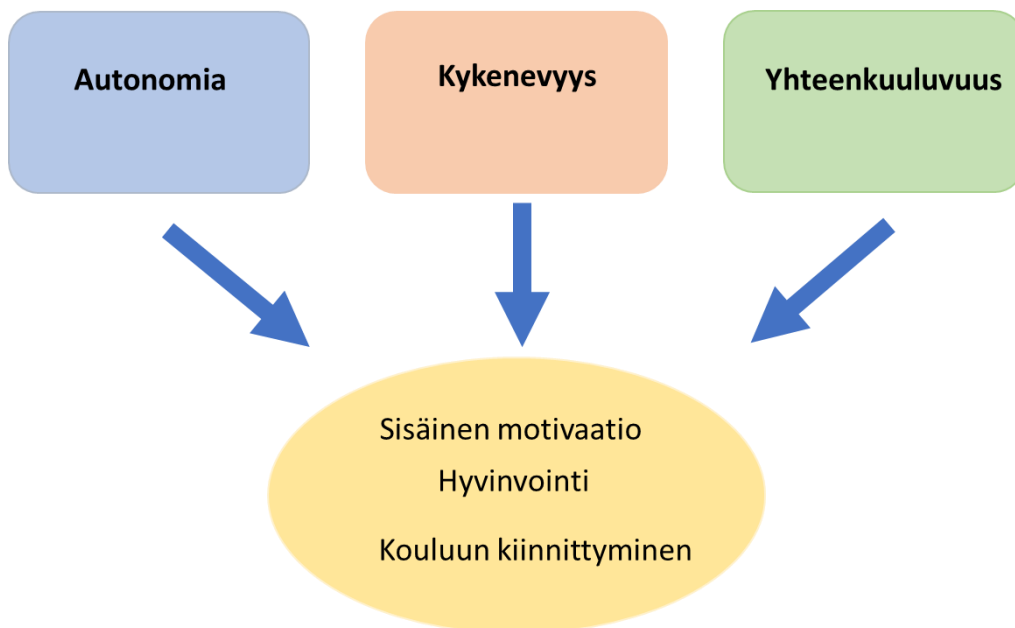 Autonomia
Kykenevyys
Yhteenkuuluvuus
Sisäinen motivaatio
Hyvinvointi
Kouluun kiinnittyminen